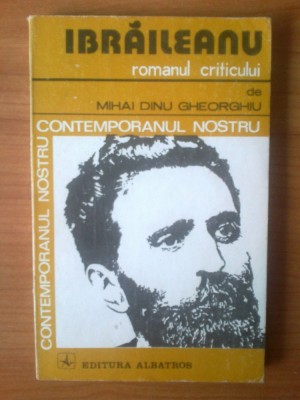 IBRĂILEANU
romanul criticului
de
MIHAI DINU GHEORGHIU
CONTEMPORANUL NOSTRU
CONTEMPORANUL NOSTRU
EDITURA ALBATROS